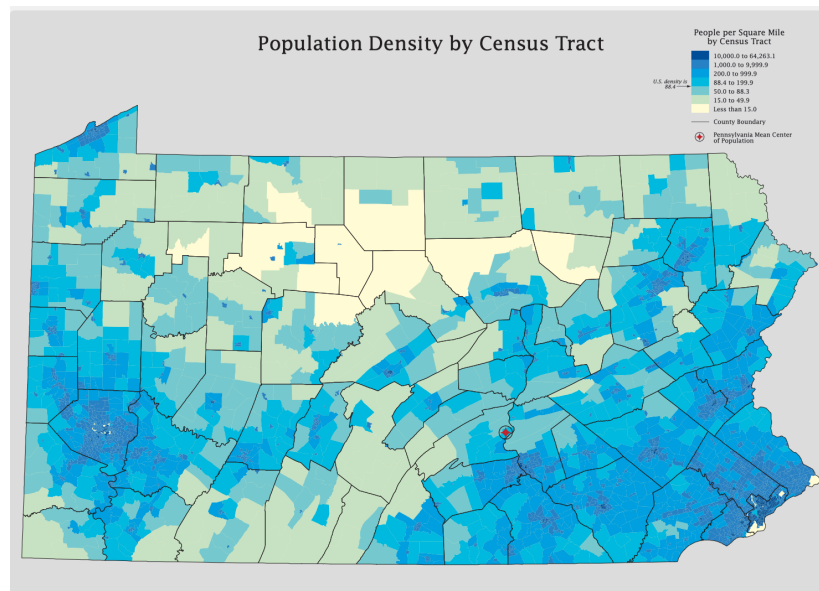 Population Density by Census Tract
People per Square Mile
by Census Tract
10,000.0 to 64,263.1
1,000.0 to 9,999.9
200.0 to 999.9
U.S. density is
88.4
88.4 to 199.9
50.0 to 88.3
15.0 to 49.9
Less than 15.0
County Boundary
Pennsylvania Mean Center
of Population